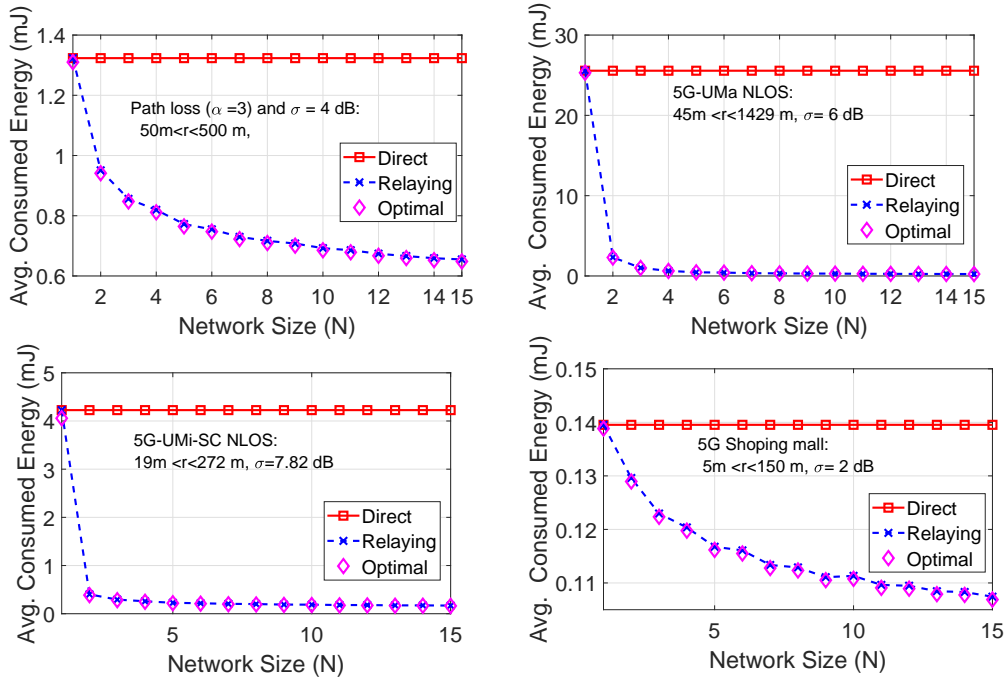 Avg. Consumed Energy (mJ)
1.4
1.2
1
0.8
0.6
Path loss (α =3) and σ = 4 dB:
50m<r<500 m,
Direct
Relaying
Optimal
2 4 6 8 10 12 14 15
Network Size (N)
Avg. Consumed Energy (mJ)
30
20
10
0
5G-UMa NLOS:
45m <r<1429 m, σ= 6 dB
Direct
Relaying
Optimal
2 4 6 8 10 12 14 15
Network Size (N)
Avg. Consumed Energy (mJ)
5
4
3
2
1
0
5G-UMi-SC NLOS:
19m <r<272 m, σ=7.82 dB
Direct
Relaying
Optimal
5 10 15
Network Size (N)
Avg. Consumed Energy (mJ)
0.15
0.14
0.13
0.12
0.11
5G Shoping mall:
5m <r<150 m, σ= 2 dB
Direct
Relaying
Optimal
5 10 15
Network Size (N)